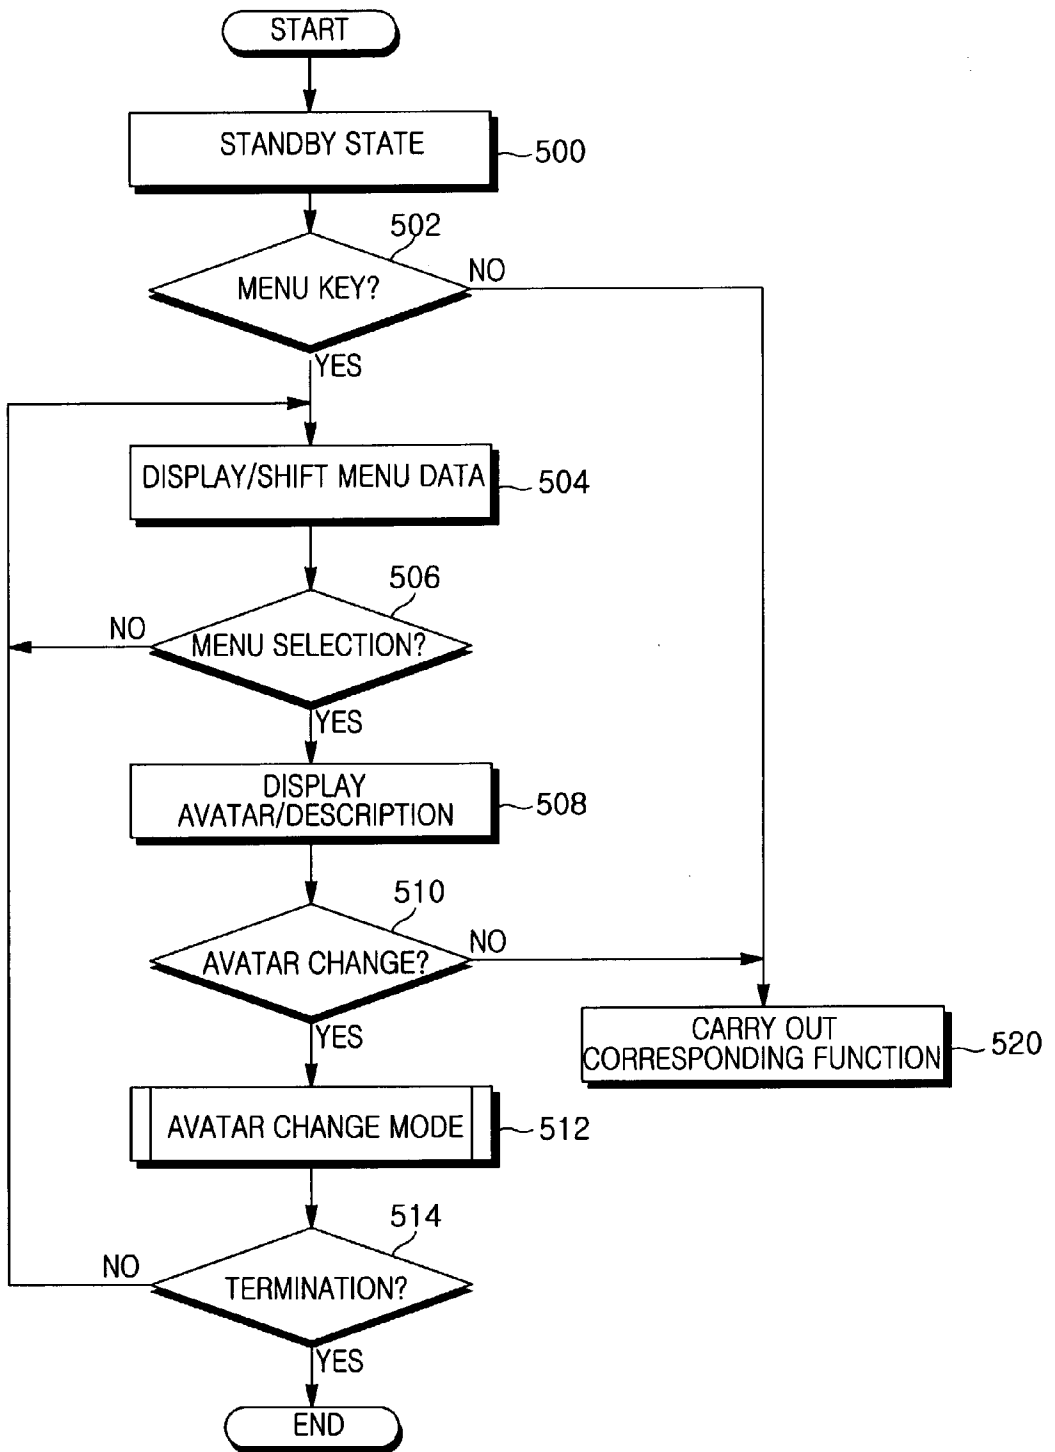 START
STANDBY STATE
500
502
MENU KEY?
NO
YES
DISPLAY/SHIFT MENU DATA
504
506
NO
MENU SELECTION?
YES
DISPLAY
AVATAR/DESCRIPTION
508
510
AVATAR CHANGE?
NO
YES
CARRY OUT
CORRESPONDING FUNCTION
520
AVATAR CHANGE MODE
512
514
NO
TERMINATION?
YES
END